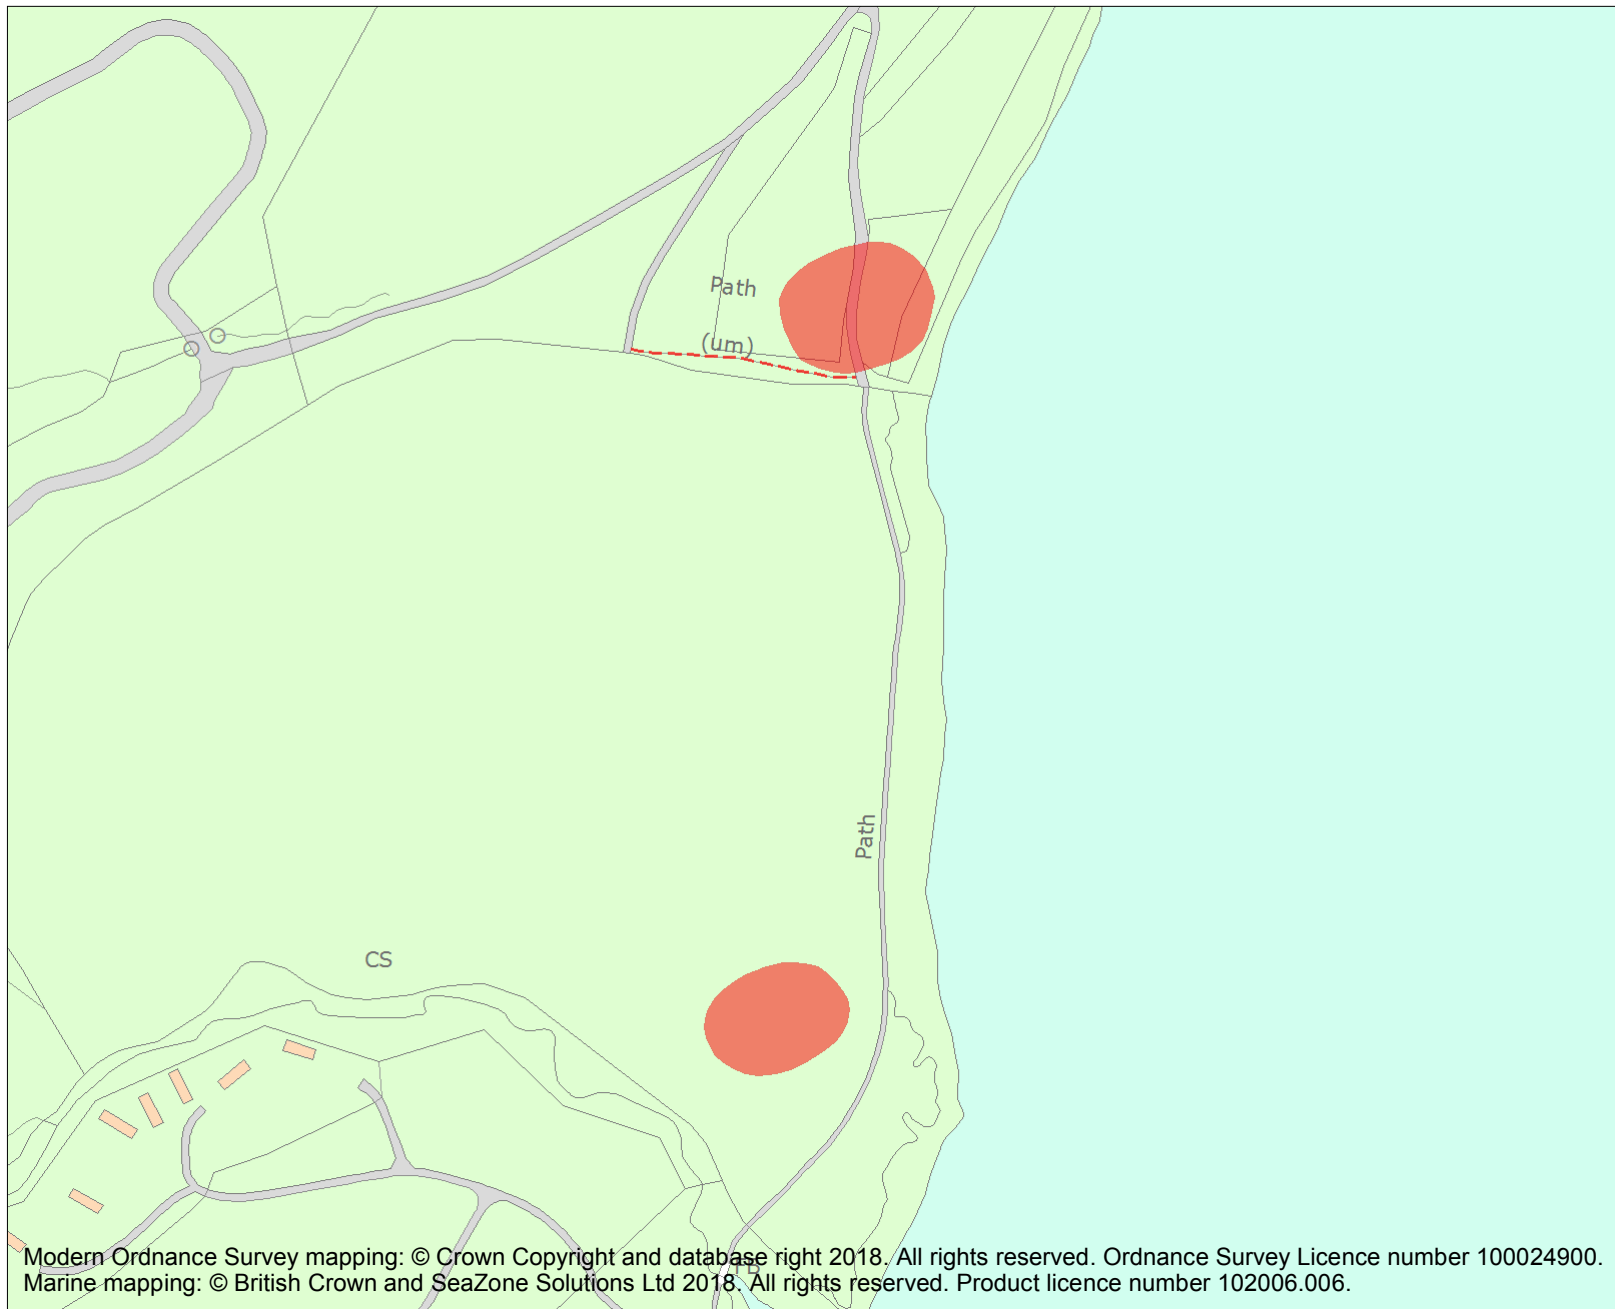 Path
(um)
Path
CS
FB
Modern Ordnance Survey mapping: © Crown Copyright and database right 2018. All rights reserved. Ordnance Survey Licence number 100024900.
Marine mapping: © British Crown and SeaZone Solutions Ltd 2018. All rights reserved. Product licence number 102006.006.